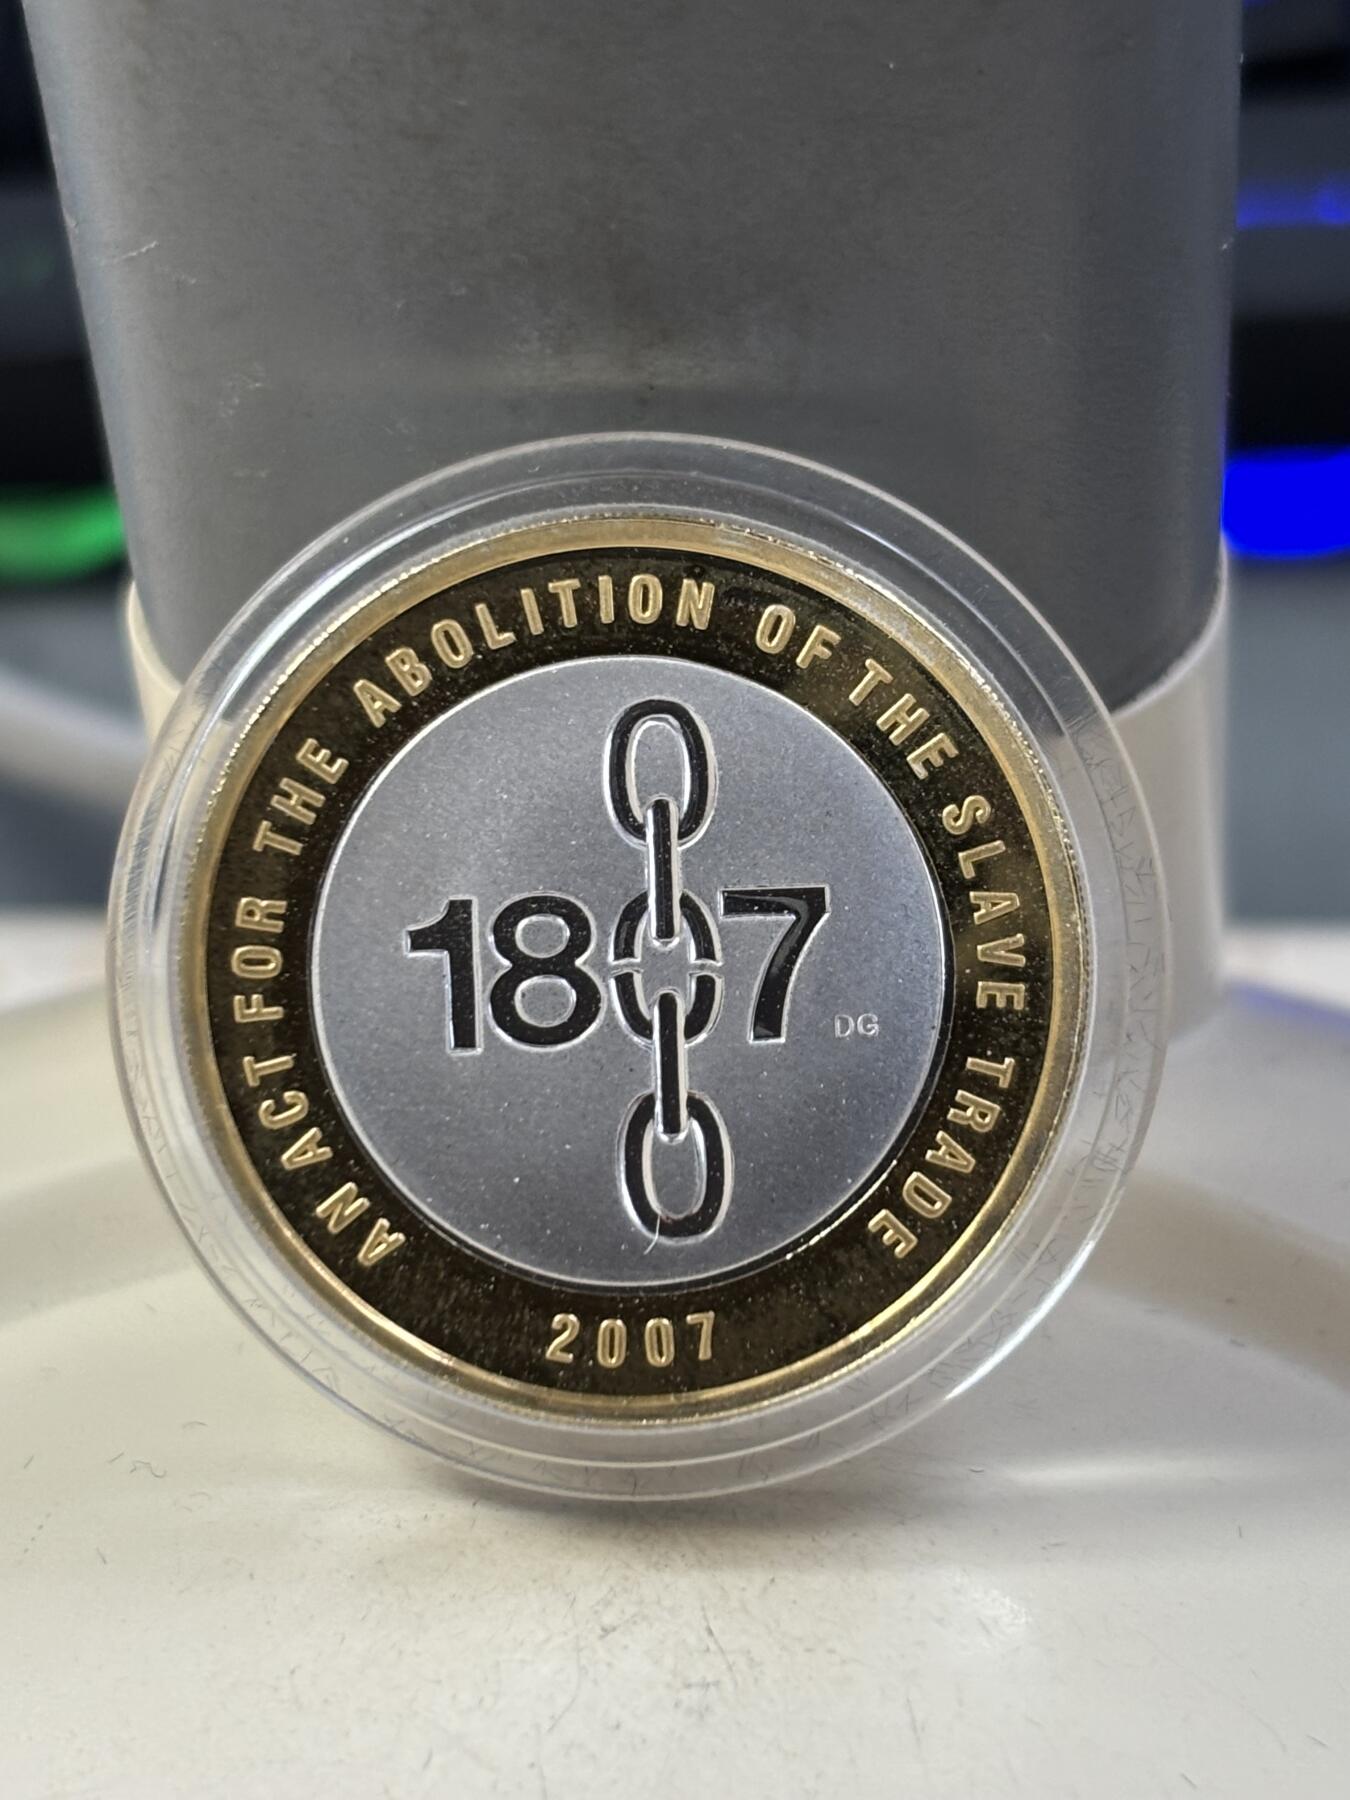 AN ACT FOR THE ABOLITION OF THE SLAVE TRADE
1807
DG
2007